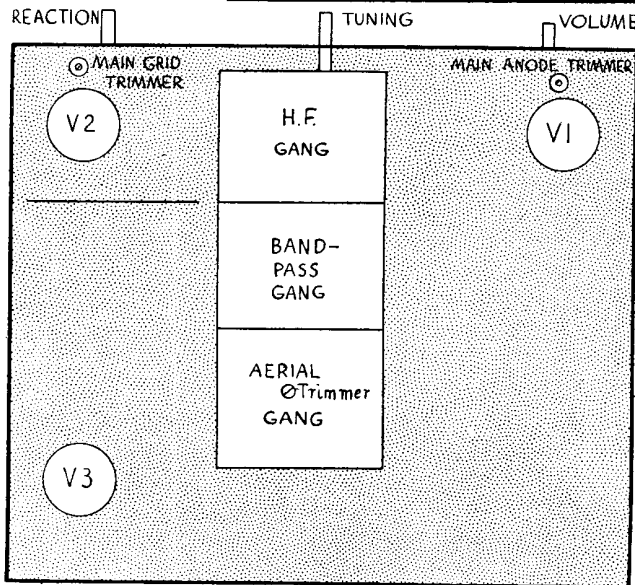 REACTION
TUNING
VOLUME
MAIN GRID
TRIMMER
MAIN ANODE TRIMMER
V2
H.F.
GANG
V1
BAND-
PASS
GANG
AERIAL
Trimmer
GANG
V3